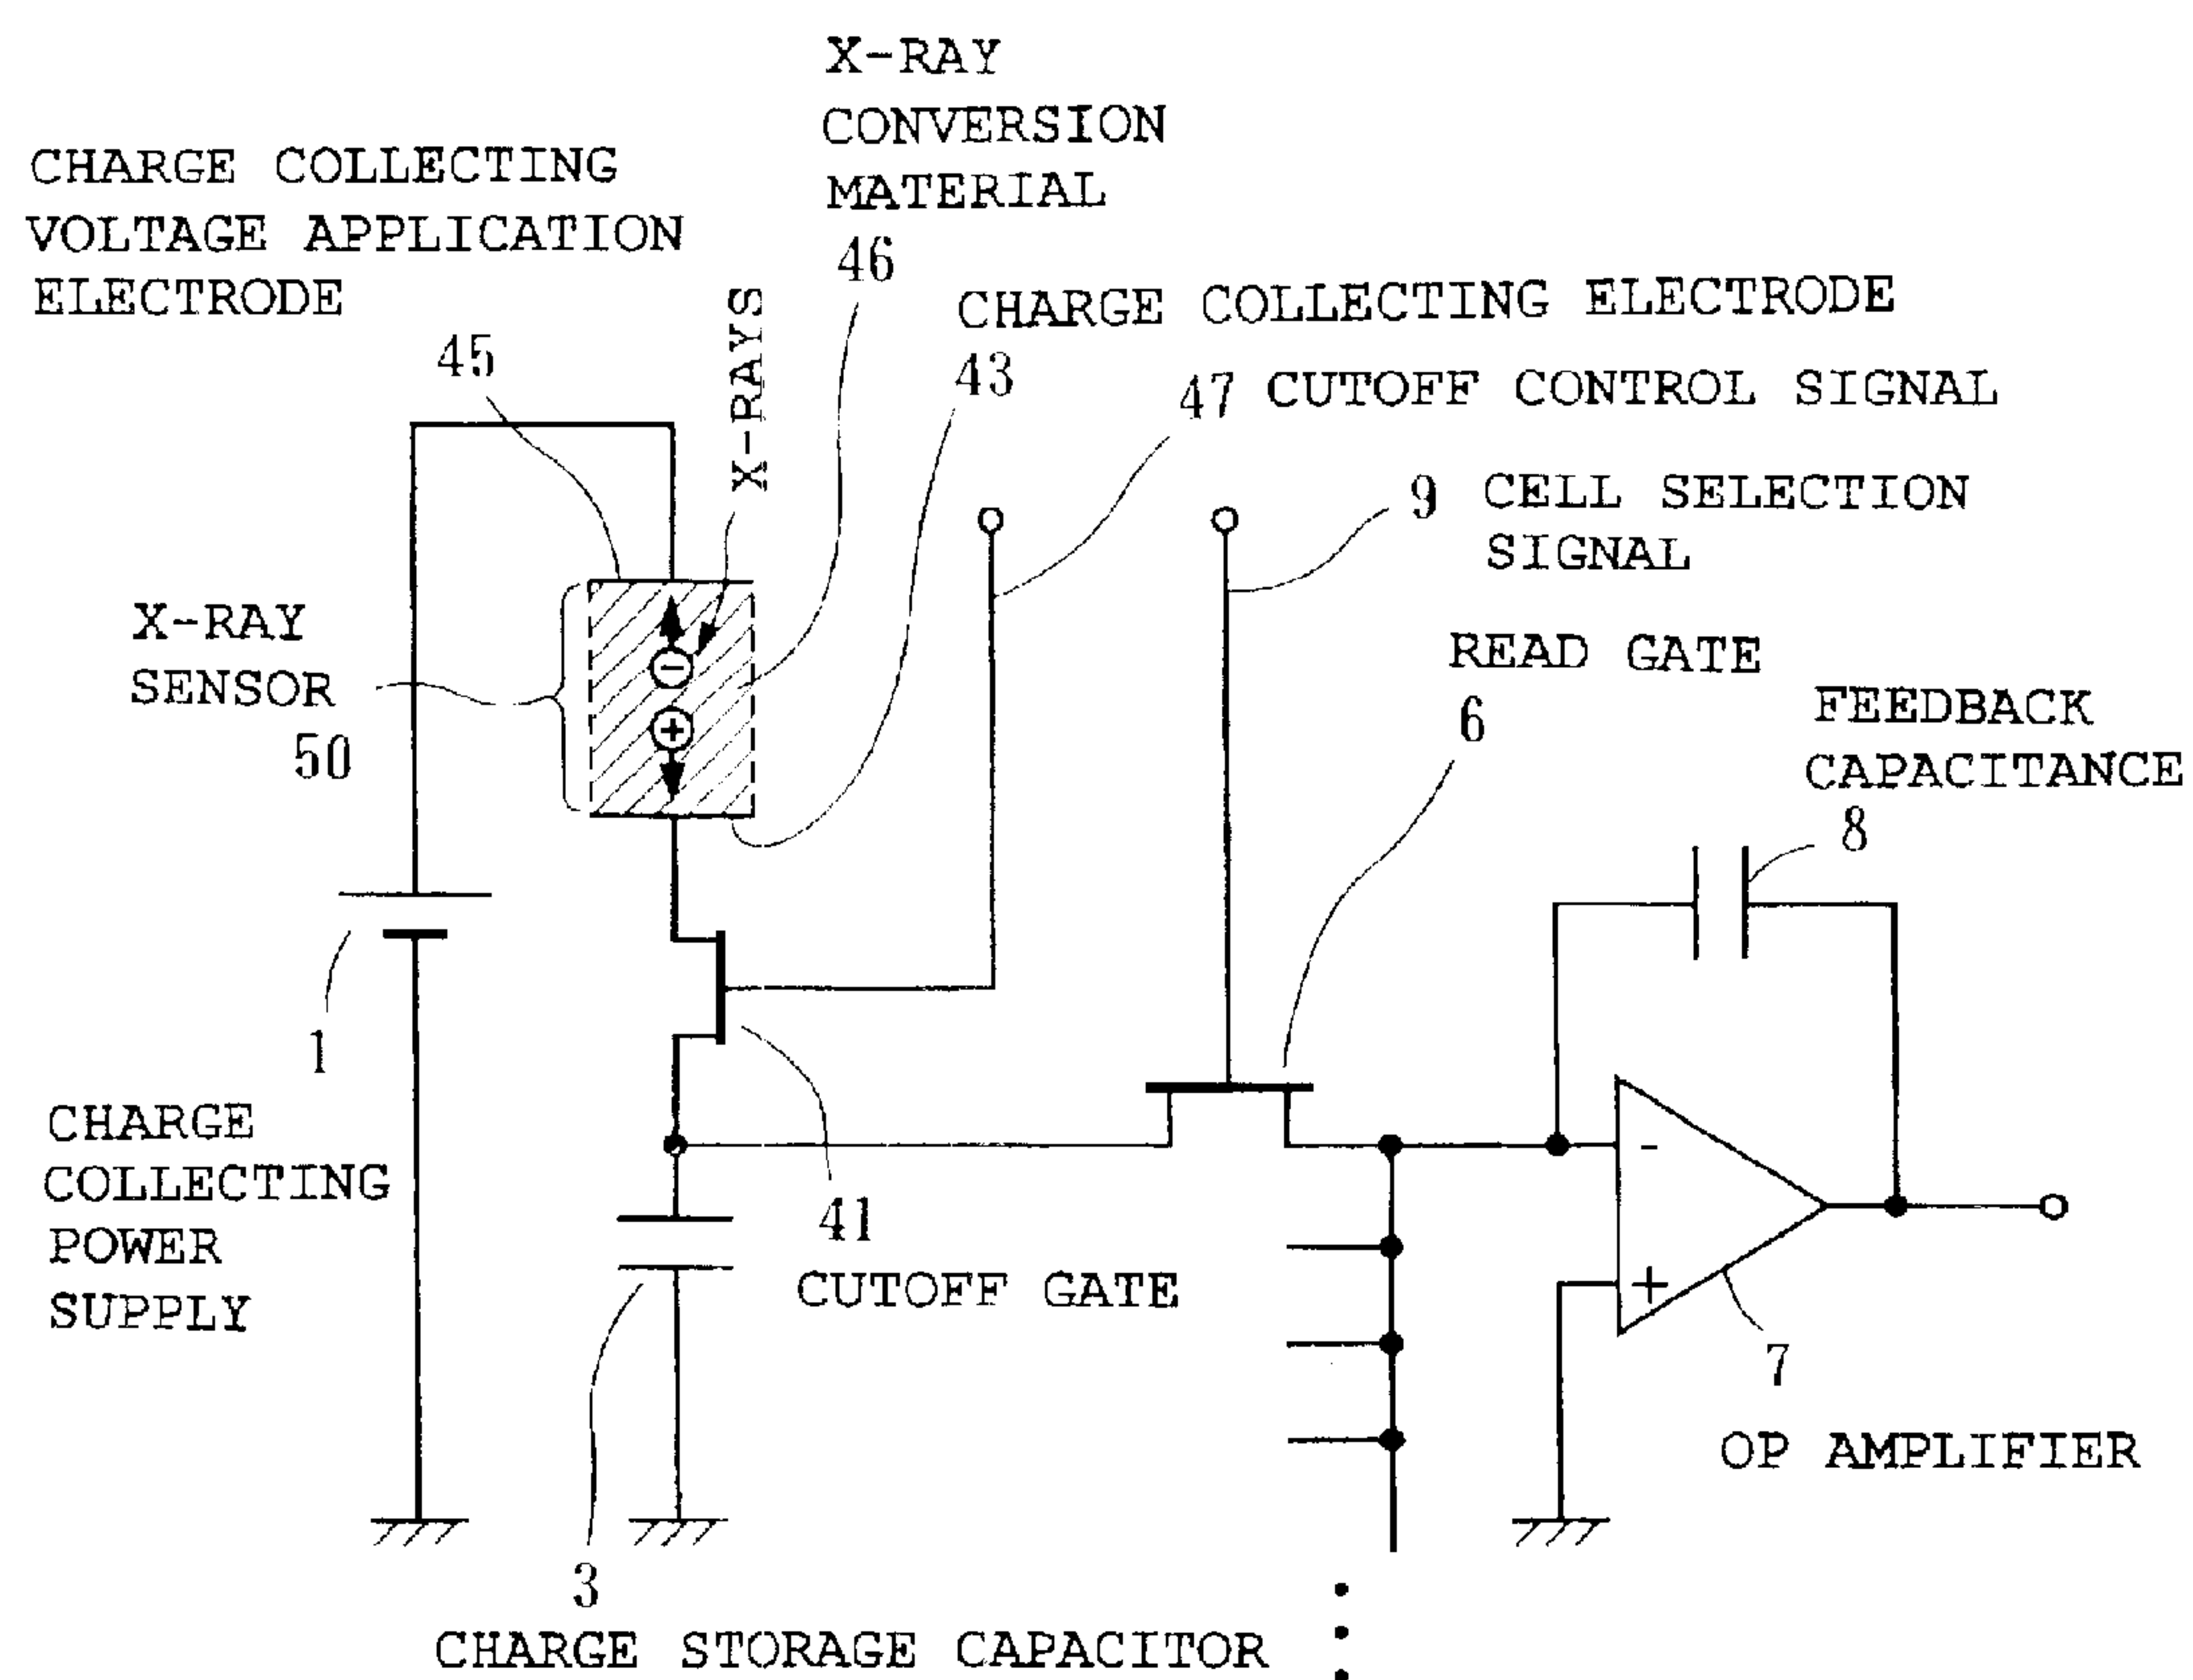 X-RAY
CONVERSION
MATERIAL
46
CHARGE COLLECTING
VOLTAGE APPLICATION
ELECTRODE
45
X-RAYS
CHARGE COLLECTING ELECTRODE
43
47 CUTOFF CONTROL SIGNAL
9 CELL SELECTION
SIGNAL
X-RAY
SENSOR
50
−
+
READ GATE
6
FEEDBACK
CAPACITANCE
8
1
CHARGE
COLLECTING
POWER
SUPPLY
41
CUTOFF GATE
-
+
7
OP AMPLIFIER
3
CHARGE STORAGE CAPACITOR